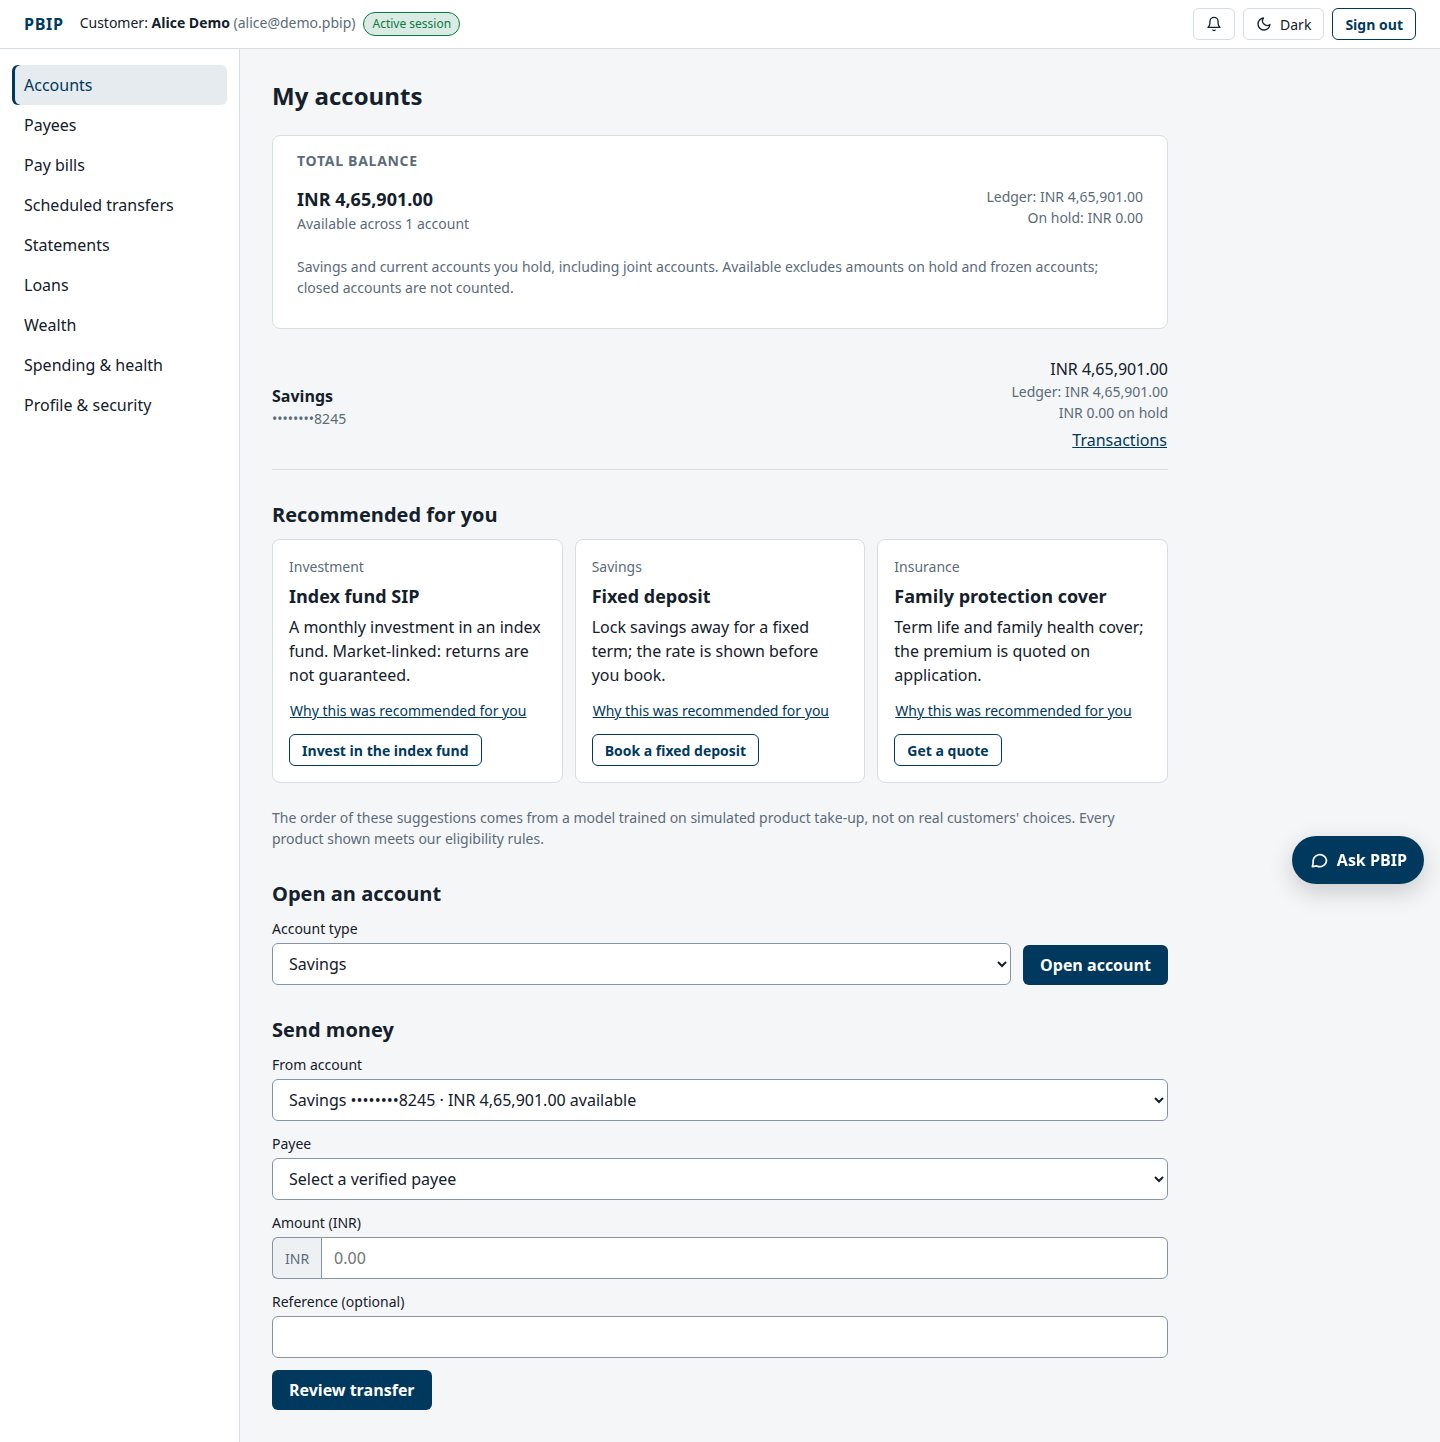 PBIP
Customer: Alice Demo (alice@demo.pbip)
Active session
Dark
Sign out
Accounts
Payees
Pay bills
Scheduled transfers
Statements
Loans
Wealth
Spending & health
Profile & security
My accounts
TOTAL BALANCE
INR 4,65,901.00
Available across 1 account
Ledger: INR 4,65,901.00
On hold: INR 0.00
Savings and current accounts you hold, including joint accounts. Available excludes amounts on hold and frozen accounts;
closed accounts are not counted.
Savings
••••••••8245
INR 4,65,901.00
Ledger: INR 4,65,901.00
INR 0.00 on hold
Transactions
Recommended for you
Investment
Index fund SIP
A monthly investment in an index
fund. Market-linked: returns are
not guaranteed.
Why this was recommended for you
Invest in the index fund
Savings
Fixed deposit
Lock savings away for a fixed
term; the rate is shown before
you book.
Why this was recommended for you
Book a fixed deposit
Insurance
Family protection cover
Term life and family health cover;
the premium is quoted on
application.
Why this was recommended for you
Get a quote
The order of these suggestions comes from a model trained on simulated product take-up, not on real customers' choices. Every
product shown meets our eligibility rules.
Ask PBIP
Open an account
Account type
Savings
Open account
Send money
From account
Savings ••••••••8245 · INR 4,65,901.00 available
Payee
Select a verified payee
Amount (INR)
INR
0.00
Reference (optional)
Review transfer